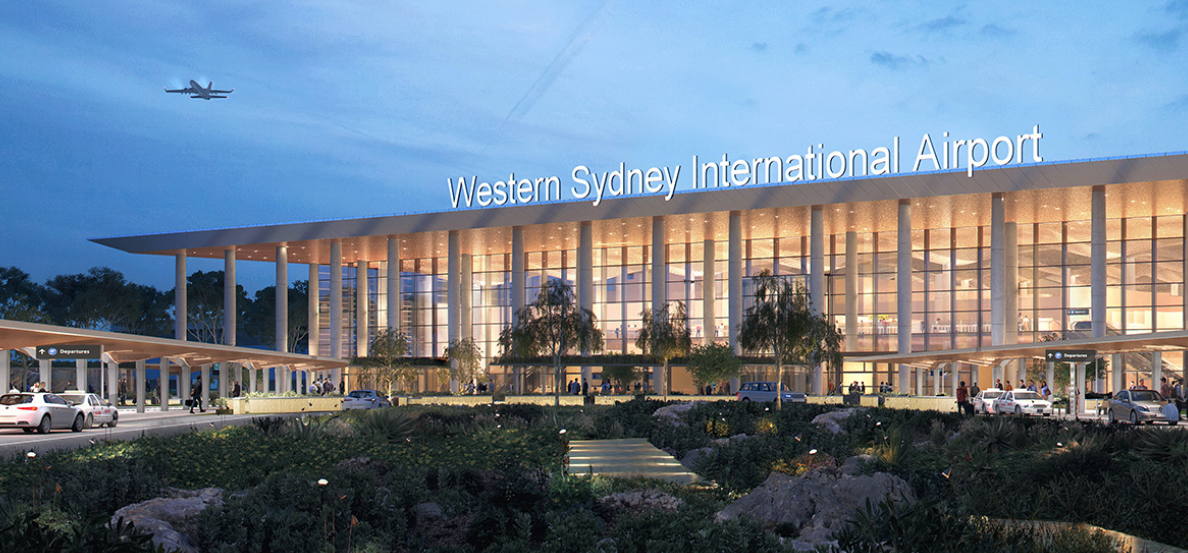 Western Sydney International Airport
Departures
Departures